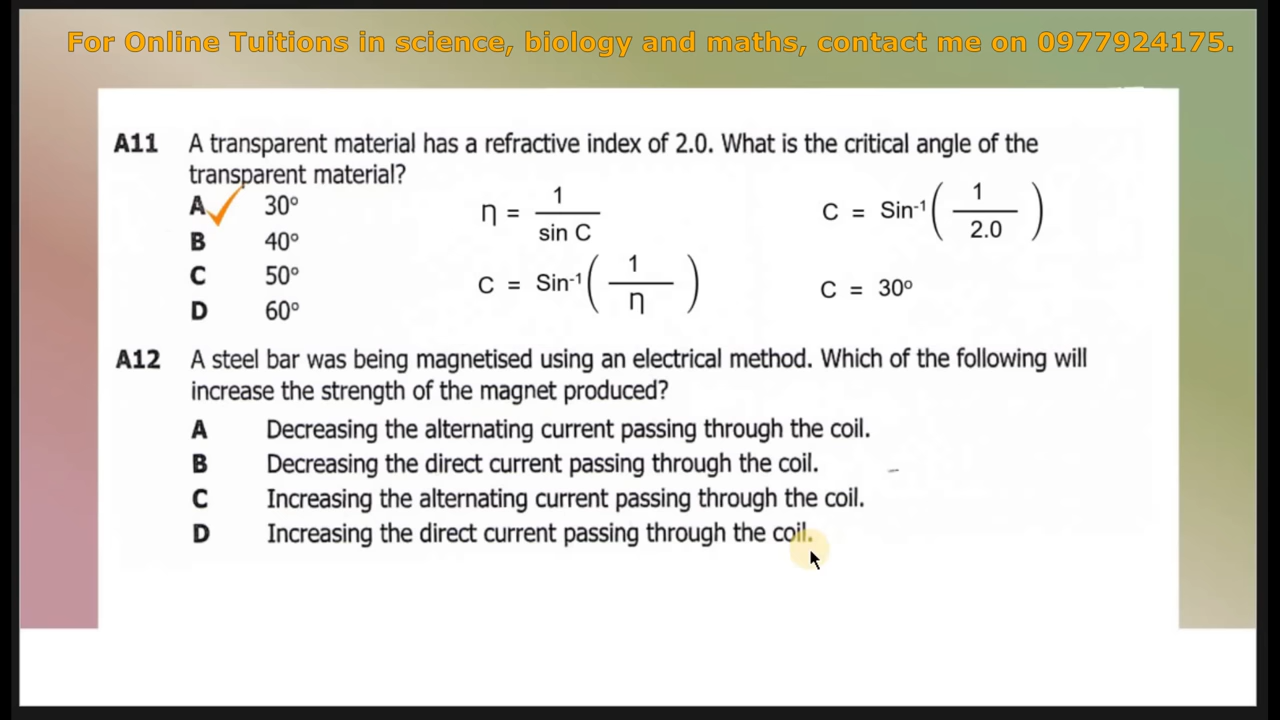 For Online Tuitions in science, biology and maths, contact me on 0977924175.
A11 A transparent material has a refractive index of 2.0. What is the critical angle of the
transparent material?
A 30°
B 40°
C 50°
D 60°
η = 1 / sin C
C = Sin⁻¹ ( 1 / η )
C = Sin⁻¹ ( 1 / 2.0 )
C = 30°
A12 A steel bar was being magnetised using an electrical method. Which of the following will
increase the strength of the magnet produced?
A Decreasing the alternating current passing through the coil.
B Decreasing the direct current passing through the coil.
C Increasing the alternating current passing through the coil.
D Increasing the direct current passing through the coil.